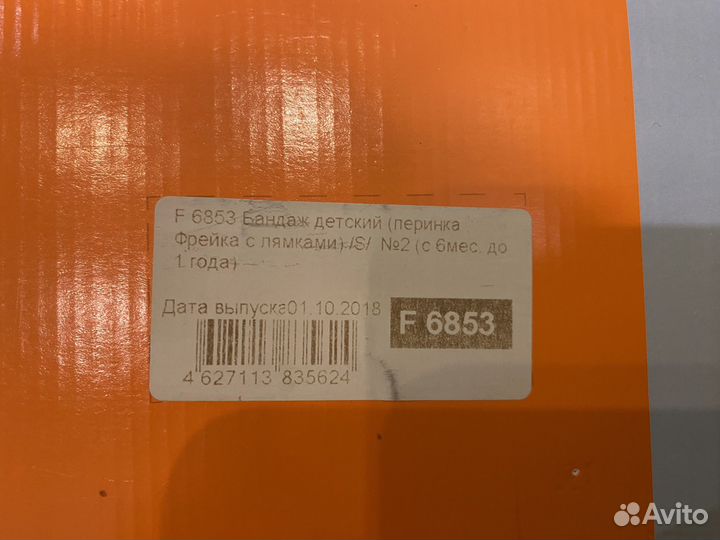 F 6853 Бандаж детский (перинка
Фрейка с лямками) /S/ №2 (с 6мес. до
1 года)
Дата выпуска01.10.2018
F 6853
4 627113 835624
Avito